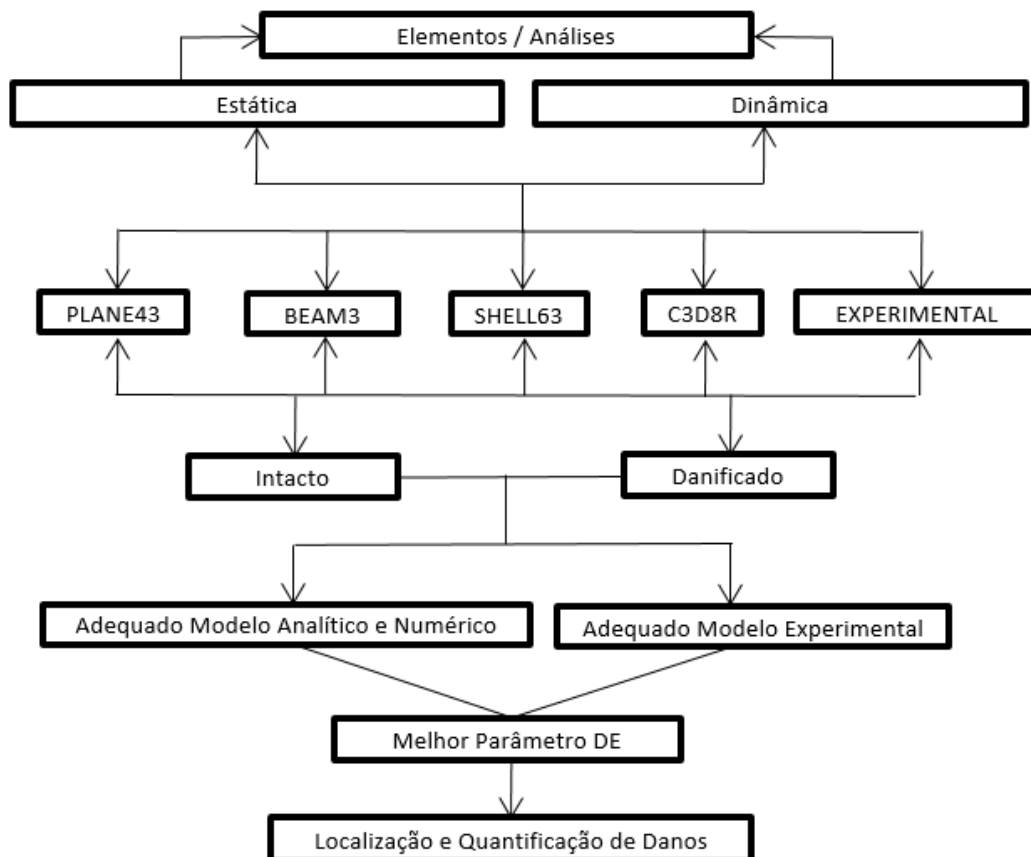 Elementos / Análises
Estática
Dinâmica
PLANE43
BEAM3
SHELL63
C3D8R
EXPERIMENTAL
Intacto
Danificado
Adequado Modelo Analítico e Numérico
Adequado Modelo Experimental
Melhor Parâmetro DE
Localização e Quantificação de Danos